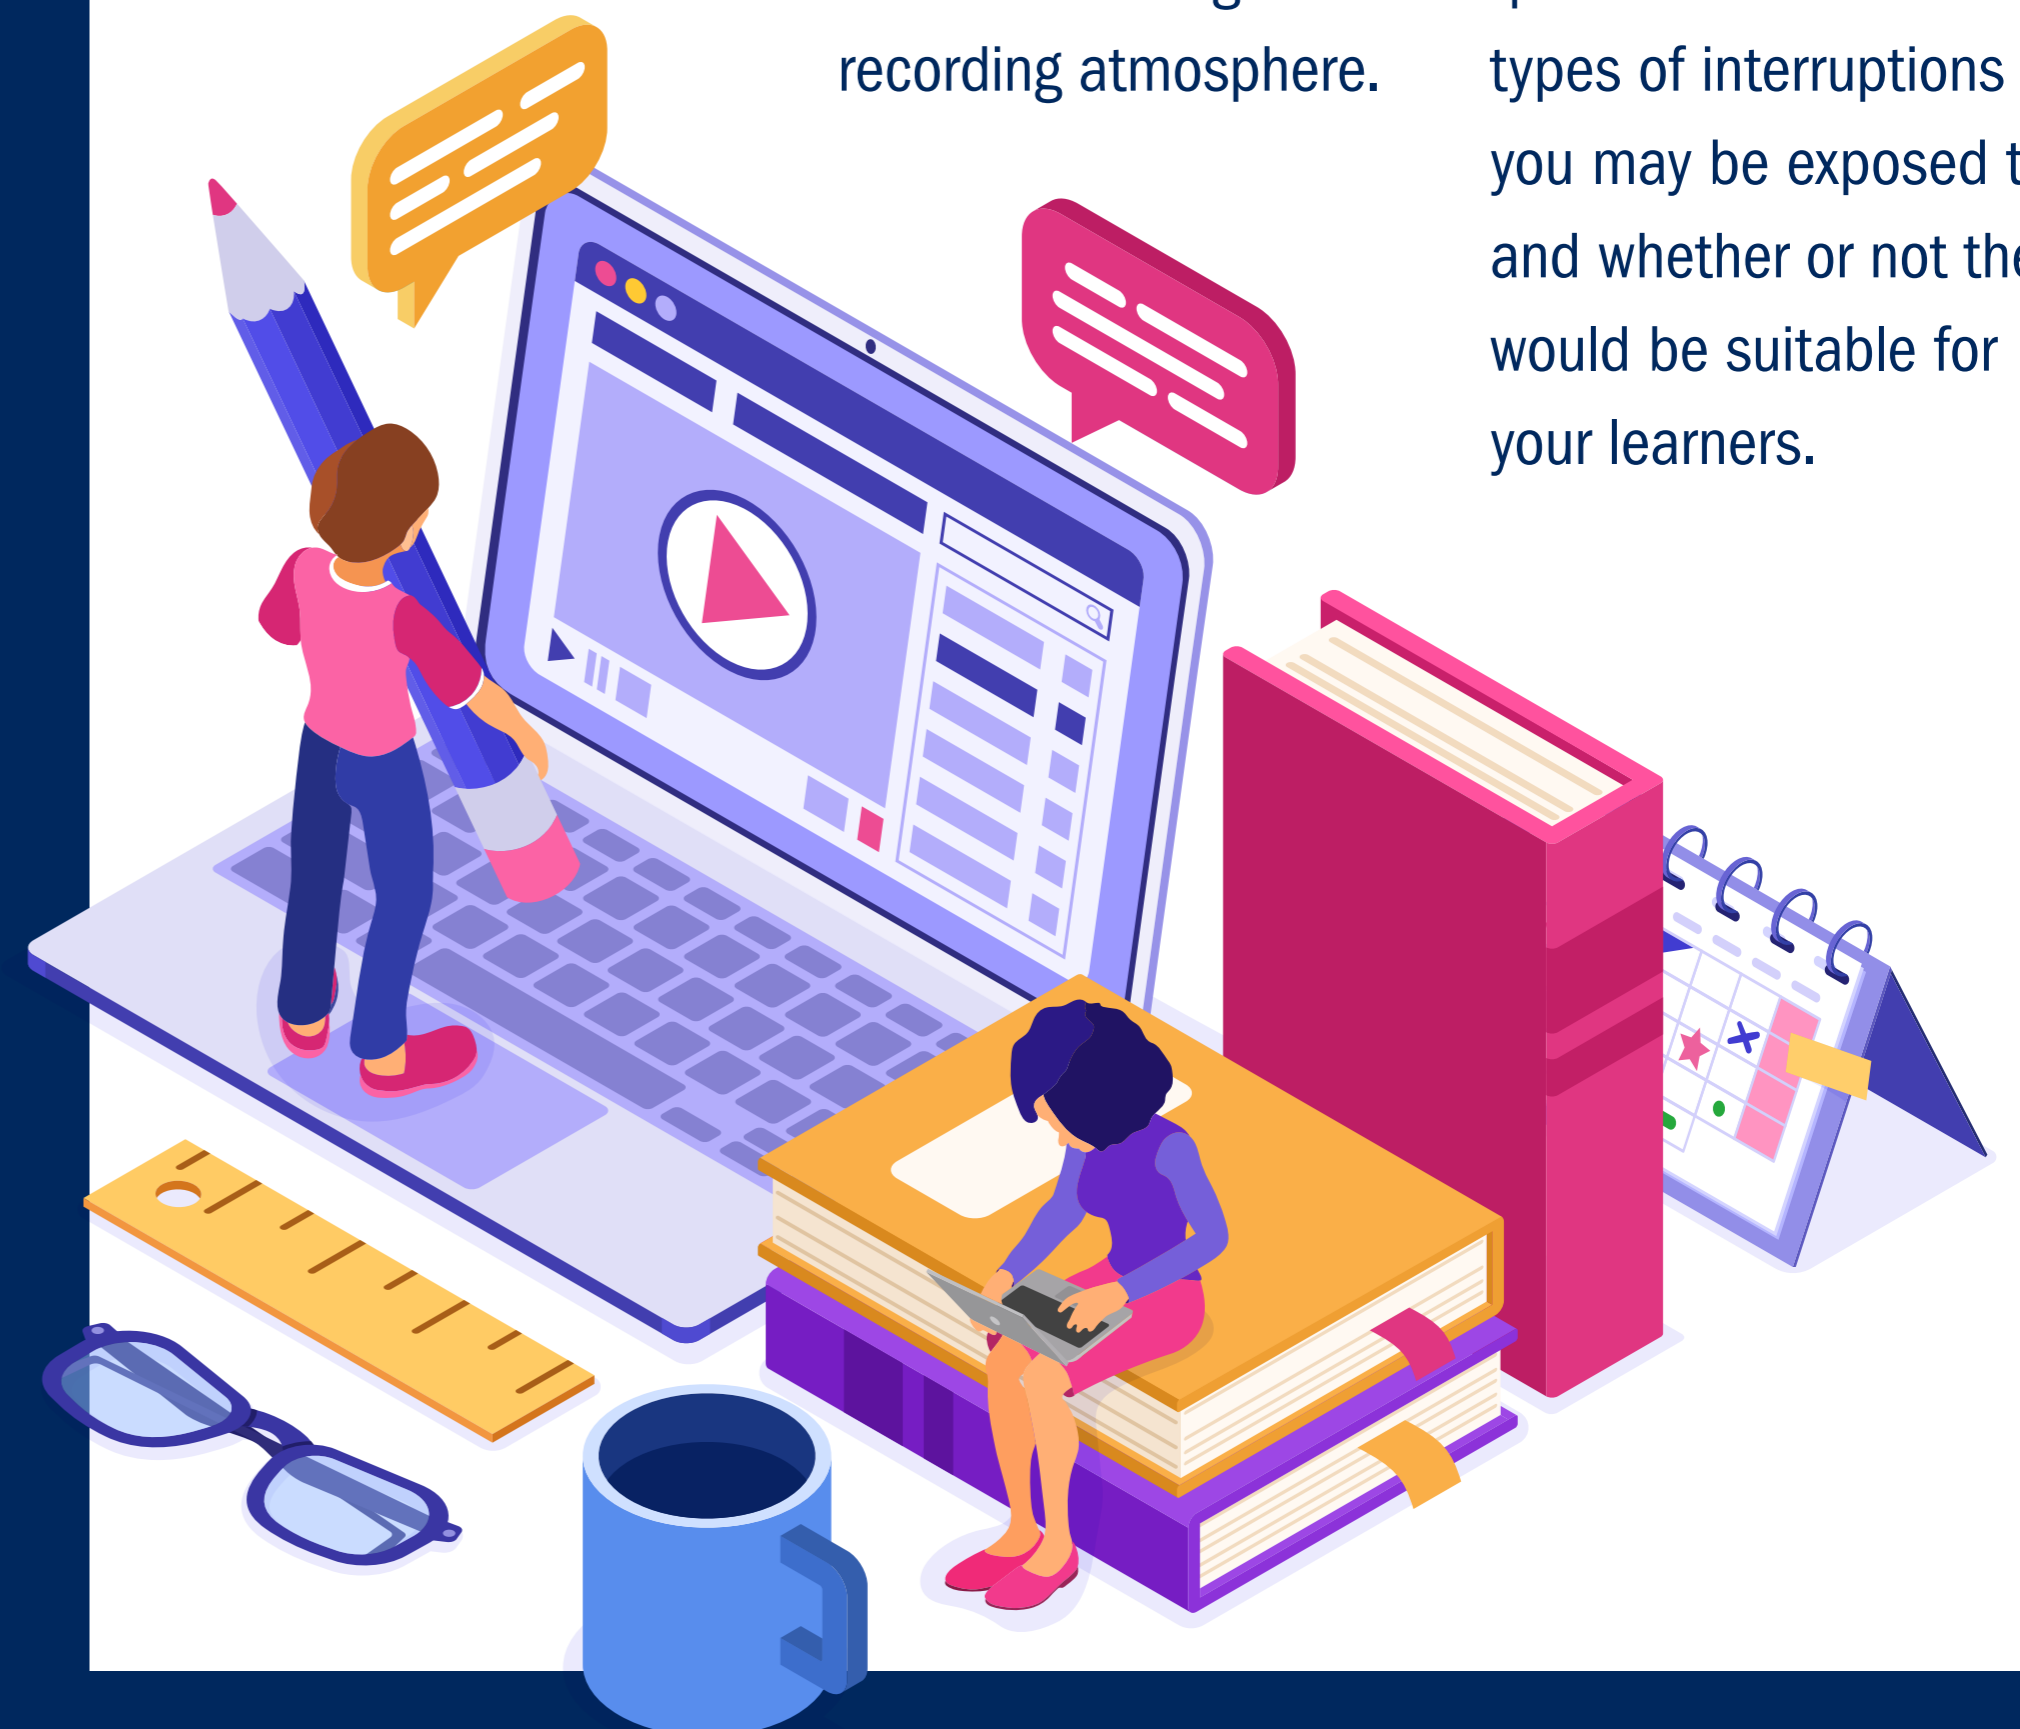 recording atmosphere.
types of interruptions
you may be exposed
and whether or not
would be suitable for
your learners.